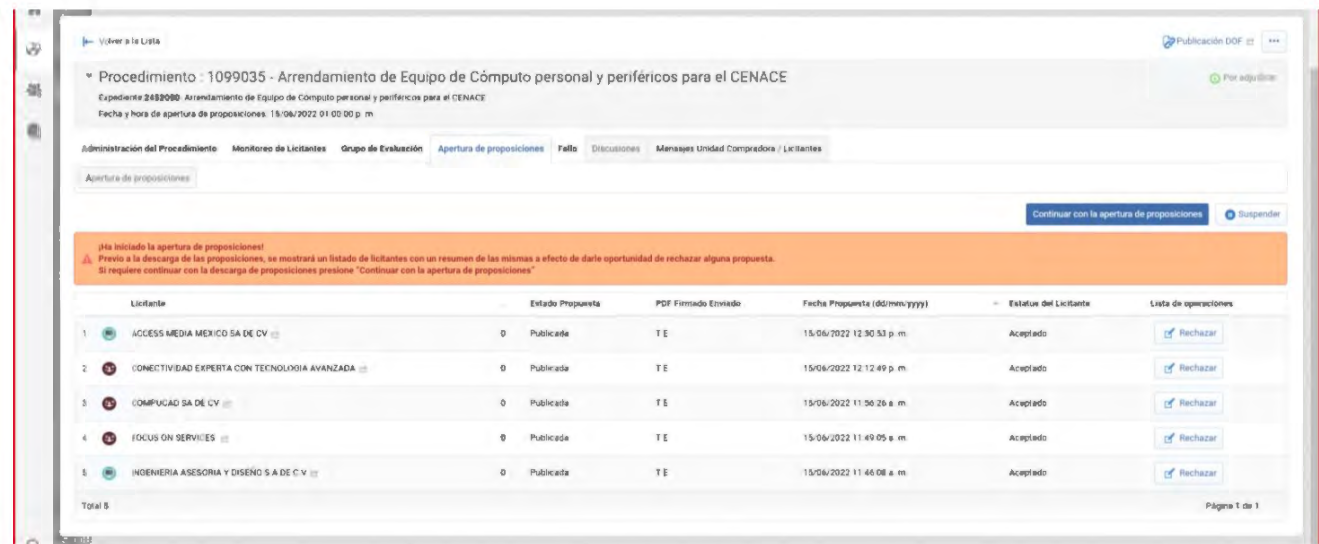 Volver a la Lista
Publicación DOF
Procedimiento : 1099035 - Arrendamiento de Equipo de Cómputo personal y periféricos para el CENACE
Por adjudicar
Expediente 2452090 Arrendamiento de Equipo de Cómputo personal y periféricos para el CENACE
Fecha y hora de apertura de proposiciones. 15/06/2022 01:00:00 p. m
Administración del Procedimiento Monitoreo de Licitantes Grupo de Evaluación Apertura de proposiciones Fallo Discusiones Mensajes Unidad Compradora / Licitantes
Apertura de proposiciones
Continuar con la apertura de proposiciones Suspender
¡Ha iniciado la apertura de proposiciones!
Previo a la descarga de las proposiciones, se mostrará un listado de licitantes con un resumen de las mismas a efecto de darle oportunidad de rechazar alguna propuesta.
Si requiere continuar con la descarga de proposiciones presione "Continuar con la apertura de proposiciones"
Licitante Estado Propuesta PDF Firmado Enviado Fecha Propuesta (dd/mm/yyyy) Estatus del Licitante Lista de operaciones
1 ACCESS MEDIA MEXICO SA DE CV 0 Publicada T E 15/06/2022 12:50:53 p. m. Aceptado Rechazar
2 CONECTIVIDAD EXPERTA CON TECNOLOGIA AVANZADA 0 Publicada T E 15/06/2022 12:12:49 p. m. Aceptado Rechazar
3 COMPUCAD SA DE CV 0 Publicada T E 15/06/2022 11:56:26 a. m. Aceptado Rechazar
4 FOCUS ON SERVICES 0 Publicada T E 15/06/2022 11:49:05 a. m. Aceptado Rechazar
5 INGENIERIA ASESORIA Y DISEÑO S A DE C V 0 Publicada T E 15/06/2022 11:46:08 a. m. Aceptado Rechazar
Total 5
Página 1 de 1